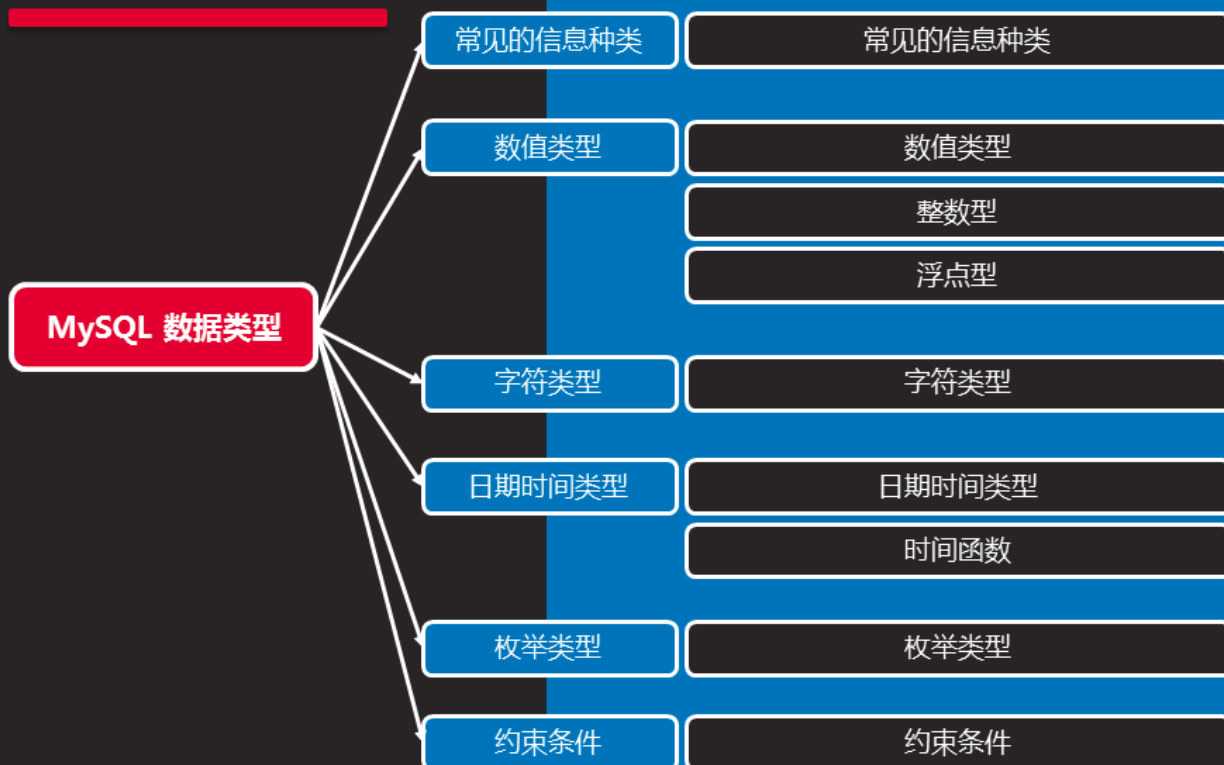 常见的信息种类
常见的信息种类
数值类型
数值类型
整数型
浮点型
MySQL 数据类型
字符类型
字符类型
日期时间类型
日期时间类型
时间函数
枚举类型
枚举类型
约束条件
约束条件